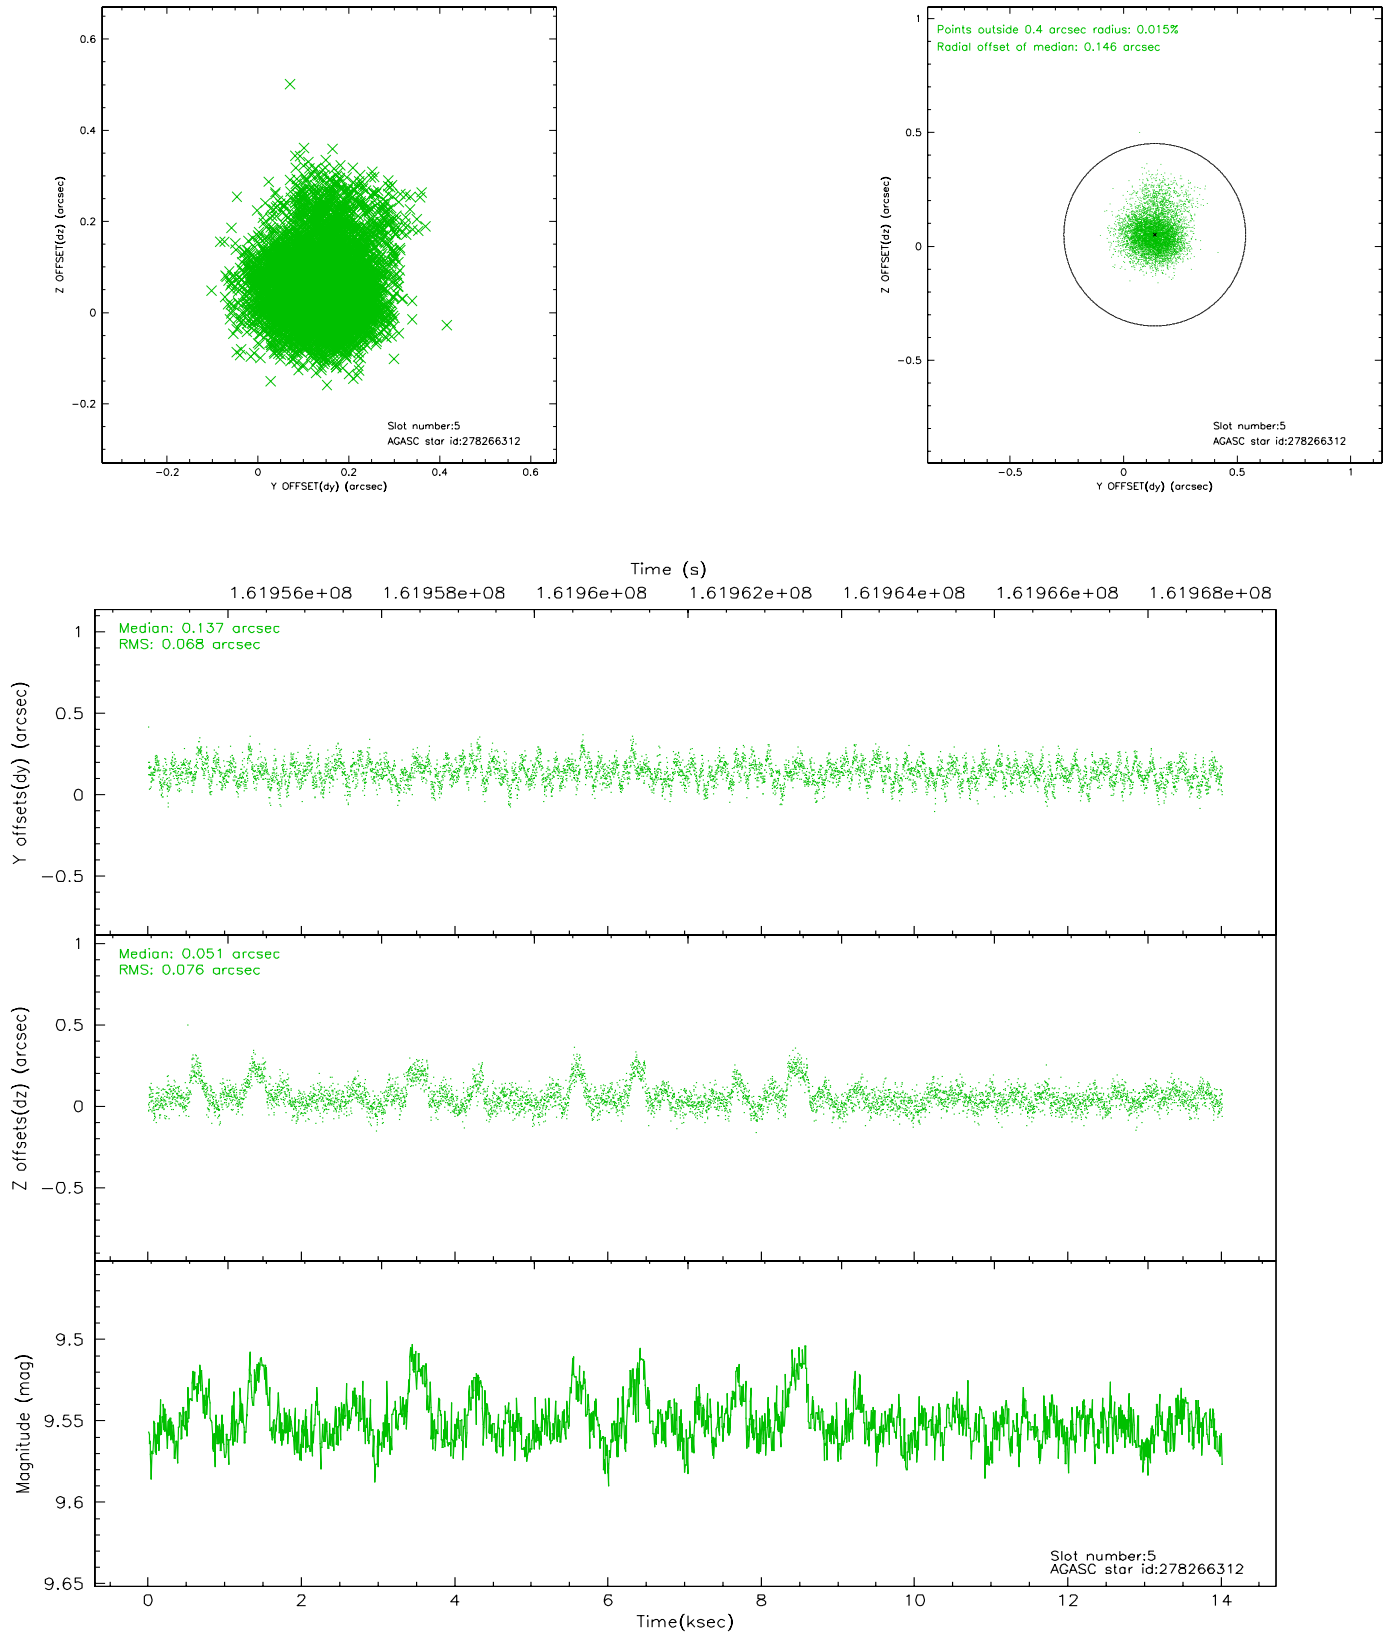 0.6
0.4
0.2
0
−0.2
Z OFFSET(dz) (arcsec)
−0.2 0 0.2 0.4 0.6
Y OFFSET(dy) (arcsec)
Slot number:5
AGASC star id:278266312
Points outside 0.4 arcsec radius: 0.015%
Radial offset of median: 0.146 arcsec
1
0.5
0
−0.5
Z OFFSET(dz) (arcsec)
−0.5 0 0.5 1
Y OFFSET(dy) (arcsec)
Slot number:5
AGASC star id:278266312
Time (s)
1.61956e+08 1.61958e+08 1.6196e+08 1.61962e+08 1.61964e+08 1.61966e+08 1.61968e+08
Median: 0.137 arcsec
RMS: 0.068 arcsec
1
0.5
0
−0.5
Y offsets(dy) (arcsec)
Median: 0.051 arcsec
RMS: 0.076 arcsec
1
0.5
0
−0.5
Z offsets(dz) (arcsec)
9.5
9.55
9.6
9.65
Magnitude (mag)
Slot number:5
AGASC star id:278266312
0 2 4 6 8 10 12 14
Time(ksec)